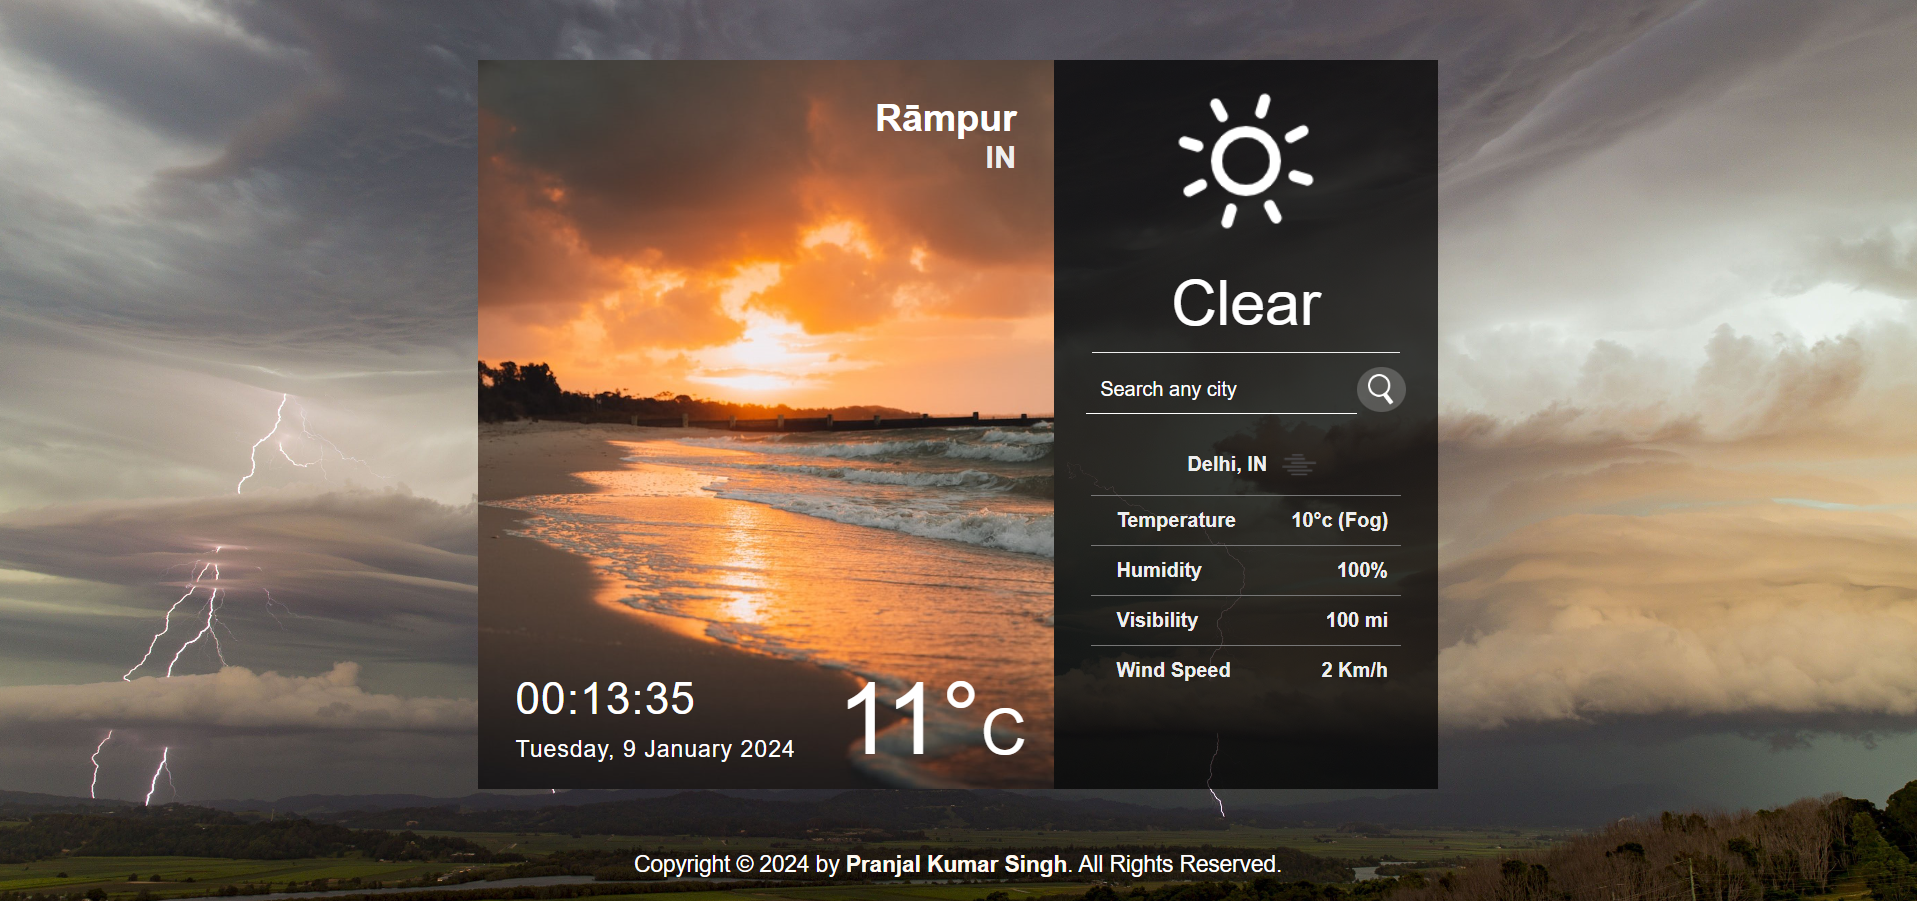 Rāmpur
IN
00:13:35
Tuesday, 9 January 2024
11°c
Clear
Search any city
Delhi, IN
Temperature 10°c (Fog)
Humidity 100%
Visibility 100 mi
Wind Speed 2 Km/h
Copyright © 2024 by Pranjal Kumar Singh. All Rights Reserved.